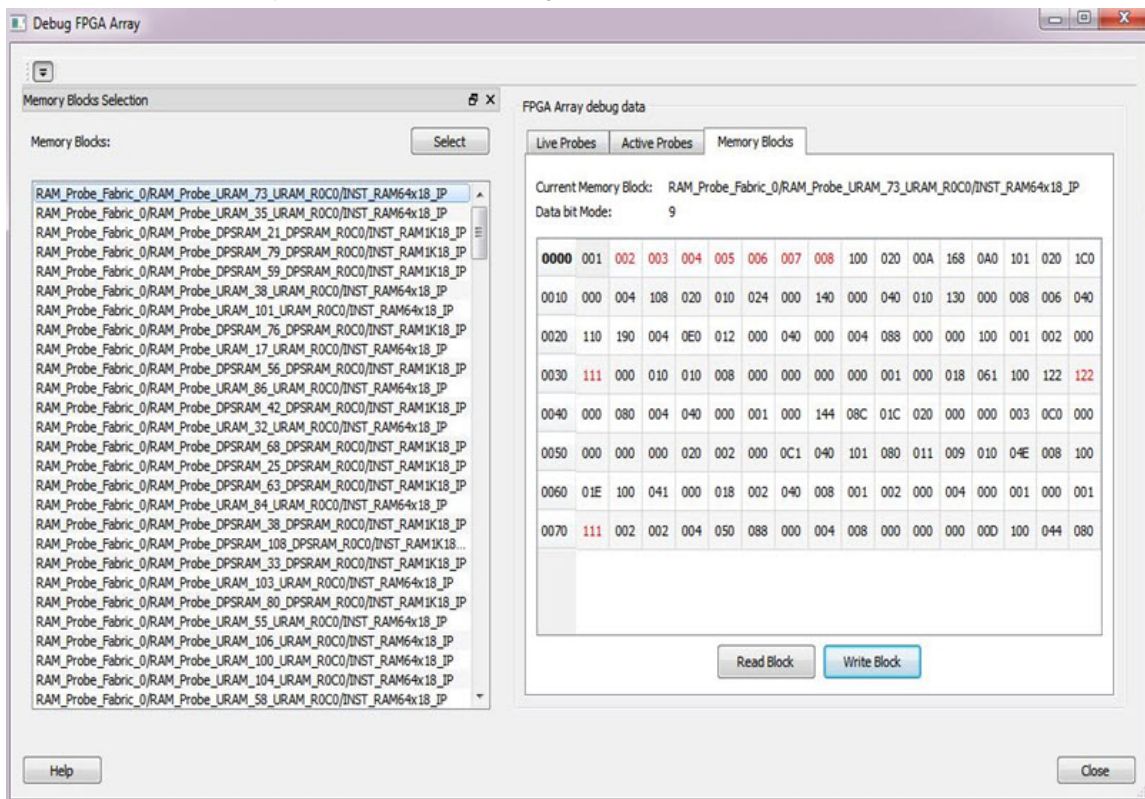 Debug FPGA Array
Memory Blocks Selection
Memory Blocks:
Select
RAM_Probe_Fabric_0/RAM_Probe_URAM_73_URAM_R0C0/INST_RAM64x18_IP
RAM_Probe_Fabric_0/RAM_Probe_URAM_35_URAM_R0C0/INST_RAM64x18_IP
RAM_Probe_Fabric_0/RAM_Probe_DPSRAM_21_DPSRAM_R0C0/INST_RAM1K18_IP
RAM_Probe_Fabric_0/RAM_Probe_DPSRAM_79_DPSRAM_R0C0/INST_RAM1K18_IP
RAM_Probe_Fabric_0/RAM_Probe_DPSRAM_59_DPSRAM_R0C0/INST_RAM1K18_IP
RAM_Probe_Fabric_0/RAM_Probe_URAM_38_URAM_R0C0/INST_RAM64x18_IP
RAM_Probe_Fabric_0/RAM_Probe_URAM_101_URAM_R0C0/INST_RAM64x18_IP
RAM_Probe_Fabric_0/RAM_Probe_DPSRAM_76_DPSRAM_R0C0/INST_RAM1K18_IP
RAM_Probe_Fabric_0/RAM_Probe_URAM_17_URAM_R0C0/INST_RAM64x18_IP
RAM_Probe_Fabric_0/RAM_Probe_DPSRAM_56_DPSRAM_R0C0/INST_RAM1K18_IP
RAM_Probe_Fabric_0/RAM_Probe_URAM_86_URAM_R0C0/INST_RAM64x18_IP
RAM_Probe_Fabric_0/RAM_Probe_DPSRAM_42_DPSRAM_R0C0/INST_RAM1K18_IP
RAM_Probe_Fabric_0/RAM_Probe_URAM_32_URAM_R0C0/INST_RAM64x18_IP
RAM_Probe_Fabric_0/RAM_Probe_DPSRAM_68_DPSRAM_R0C0/INST_RAM1K18_IP
RAM_Probe_Fabric_0/RAM_Probe_DPSRAM_25_DPSRAM_R0C0/INST_RAM1K18_IP
RAM_Probe_Fabric_0/RAM_Probe_DPSRAM_63_DPSRAM_R0C0/INST_RAM1K18_IP
RAM_Probe_Fabric_0/RAM_Probe_URAM_84_URAM_R0C0/INST_RAM64x18_IP
RAM_Probe_Fabric_0/RAM_Probe_DPSRAM_38_DPSRAM_R0C0/INST_RAM1K18_IP
RAM_Probe_Fabric_0/RAM_Probe_DPSRAM_108_DPSRAM_R0C0/INST_RAM1K18...
RAM_Probe_Fabric_0/RAM_Probe_DPSRAM_33_DPSRAM_R0C0/INST_RAM1K18_IP
RAM_Probe_Fabric_0/RAM_Probe_URAM_103_URAM_R0C0/INST_RAM64x18_IP
RAM_Probe_Fabric_0/RAM_Probe_DPSRAM_80_DPSRAM_R0C0/INST_RAM1K18_IP
RAM_Probe_Fabric_0/RAM_Probe_URAM_55_URAM_R0C0/INST_RAM64x18_IP
RAM_Probe_Fabric_0/RAM_Probe_URAM_106_URAM_R0C0/INST_RAM64x18_IP
RAM_Probe_Fabric_0/RAM_Probe_URAM_100_URAM_R0C0/INST_RAM64x18_IP
RAM_Probe_Fabric_0/RAM_Probe_URAM_104_URAM_R0C0/INST_RAM64x18_IP
RAM_Probe_Fabric_0/RAM_Probe_URAM_58_URAM_R0C0/INST_RAM64x18_IP
FPGA Array debug data
Live Probes Active Probes Memory Blocks
Current Memory Block: RAM_Probe_Fabric_0/RAM_Probe_URAM_73_URAM_R0C0/INST_RAM64x18_IP
Data bit Mode: 9
0000 001 002 003 004 005 006 007 008 100 020 00A 168 0A0 101 020 1C0
0010 000 004 108 020 010 024 000 140 000 040 010 130 000 008 006 040
0020 110 190 004 0E0 012 000 040 000 004 088 000 000 100 001 002 000
0030 111 000 010 010 008 000 000 000 000 001 000 018 061 100 122 122
0040 000 080 004 040 000 001 000 144 08C 01C 020 000 000 003 0C0 000
0050 000 000 000 020 002 000 0C1 040 101 080 011 009 010 04E 008 100
0060 01E 100 041 000 018 002 040 008 001 002 000 004 000 001 000 001
0070 111 002 002 004 050 088 000 004 008 000 000 000 00D 100 044 080
Read Block Write Block
Help Close